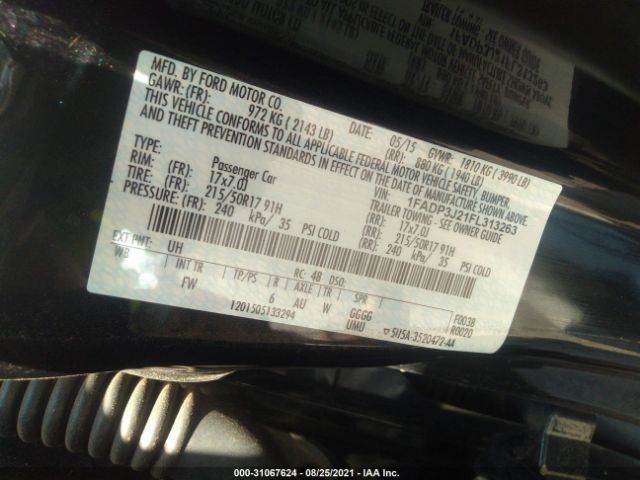 MFD. BY FORD MOTOR CO.
DATE: 05/15 GVWR: 1810 KG ( 3990 LB)
GAWR: (FR): 972 KG ( 2143 LB) (RR): 880 KG ( 1940 LB)
THIS VEHICLE CONFORMS TO ALL APPLICABLE FEDERAL MOTOR VEHICLE SAFETY, BUMPER,
AND THEFT PREVENTION STANDARDS IN EFFECT ON THE DATE OF MANUFACTURE SHOWN ABOVE.
VIN: 1FADP3J21FL313263
TYPE: Passenger Car TRAILER TOWING - SEE OWNER GUIDE
RIM: (FR): 17x7.0J (RR): 17x7.0J
TIRE: (FR): 215/50R17 91H (RR): 215/50R17 91H
PRESSURE: (FR): 240 kPa/ 35 PSI COLD (RR): 240 kPa/ 35 PSI COLD
EXT PNT: UH RC: 48 DSO: F0038
WB INT TR TP/PS R AXLE TR SPR R0020
FW 6 AU W GGGG
UMU
1201505133294 5U5A-3520472-AA
000-31067624 - 08/25/2021 - IAA Inc.